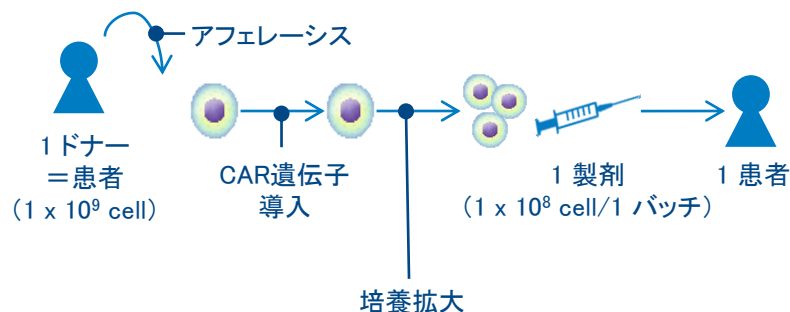 アフェレーシス
1ドナー
＝患者
（1 x 10⁹ cell）
CAR遺伝子
導入
培養拡大
1 製剤
（1 x 10⁸ cell/1 バッチ）
1 患者